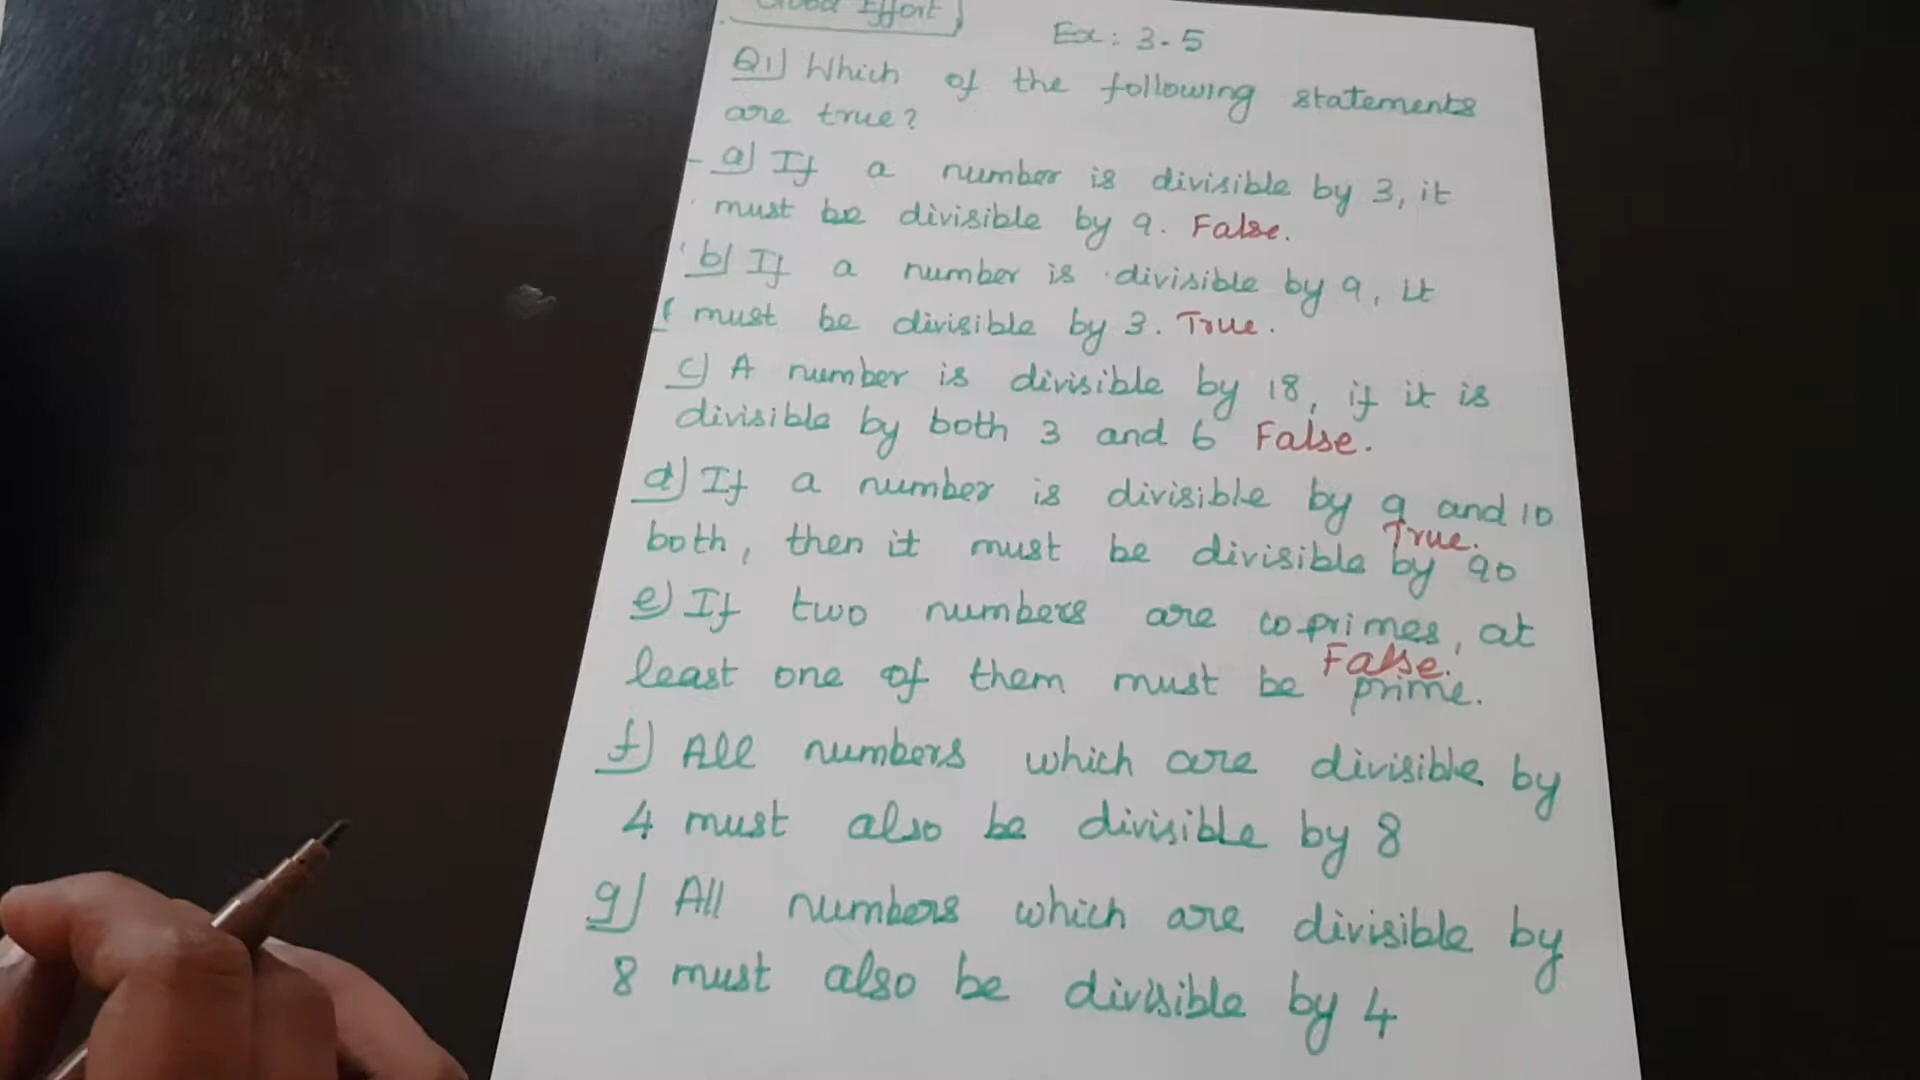 Effort
Ex: 3.5
Q1) Which of the following statements
are true?
a) If a number is divisible by 3, it
must be divisible by 9. False.
b) If a number is divisible by 9, it
must be divisible by 3. True.
c) A number is divisible by 18, if it is
divisible by both 3 and 6 False.
d) If a number is divisible by 9 and 10
True.
both, then it must be divisible by 90
e) If two numbers are coprimes, at
False.
least one of them must be prime.
f) All numbers which are divisible by
4 must also be divisible by 8
g) All numbers which are divisible by
8 must also be divisible by 4